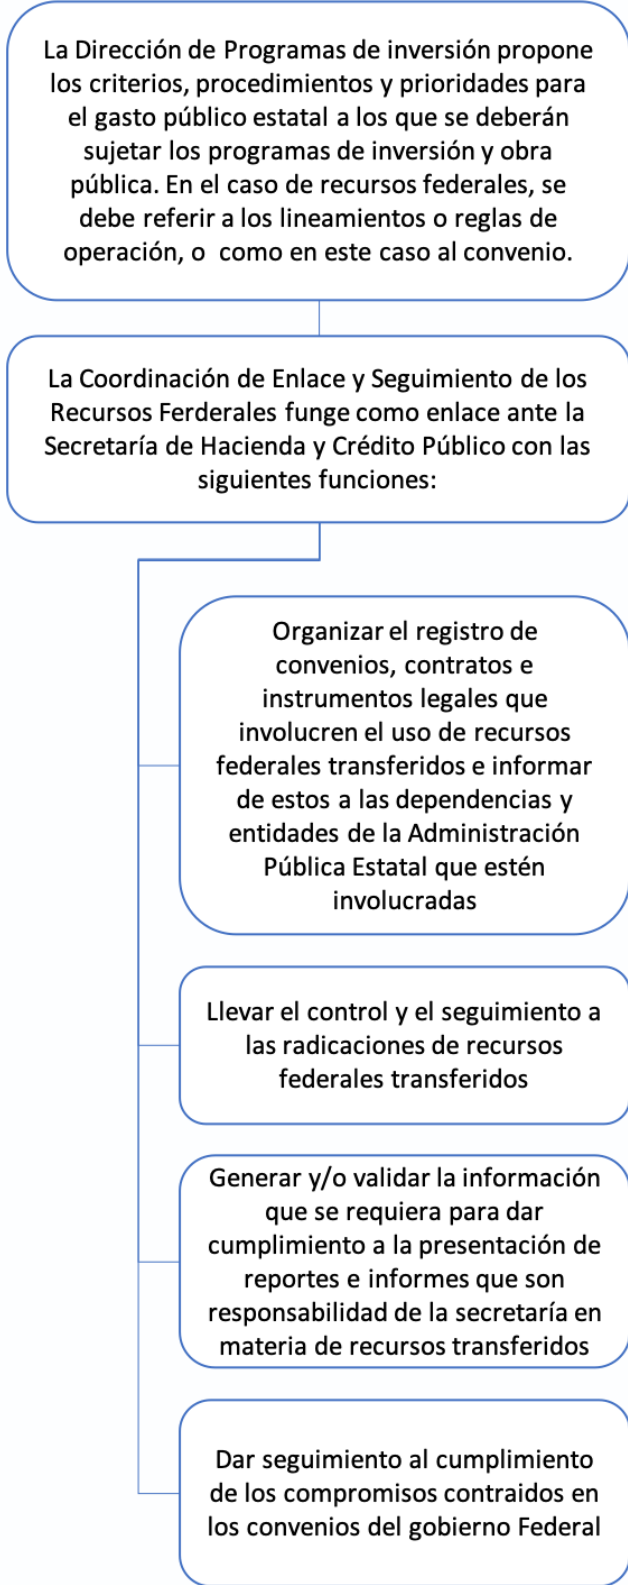 La Dirección de Programas de inversión propone
los criterios, procedimientos y prioridades para
el gasto público estatal a los que se deberán
sujetar los programas de inversión y obra
pública. En el caso de recursos federales, se
debe referir a los lineamientos o reglas de
operación, o como en este caso al convenio.
La Coordinación de Enlace y Seguimiento de los
Recursos Ferderales funge como enlace ante la
Secretaría de Hacienda y Crédito Público con las
siguientes funciones:
Organizar el registro de
convenios, contratos e
instrumentos legales que
involucren el uso de recursos
federales transferidos e informar
de estos a las dependencias y
entidades de la Administración
Pública Estatal que estén
involucradas
Llevar el control y el seguimiento a
las radicaciones de recursos
federales transferidos
Generar y/o validar la información
que se requiera para dar
cumplimiento a la presentación de
reportes e informes que son
responsabilidad de la secretaría en
materia de recursos transferidos
Dar seguimiento al cumplimiento
de los compromisos contraidos en
los convenios del gobierno Federal